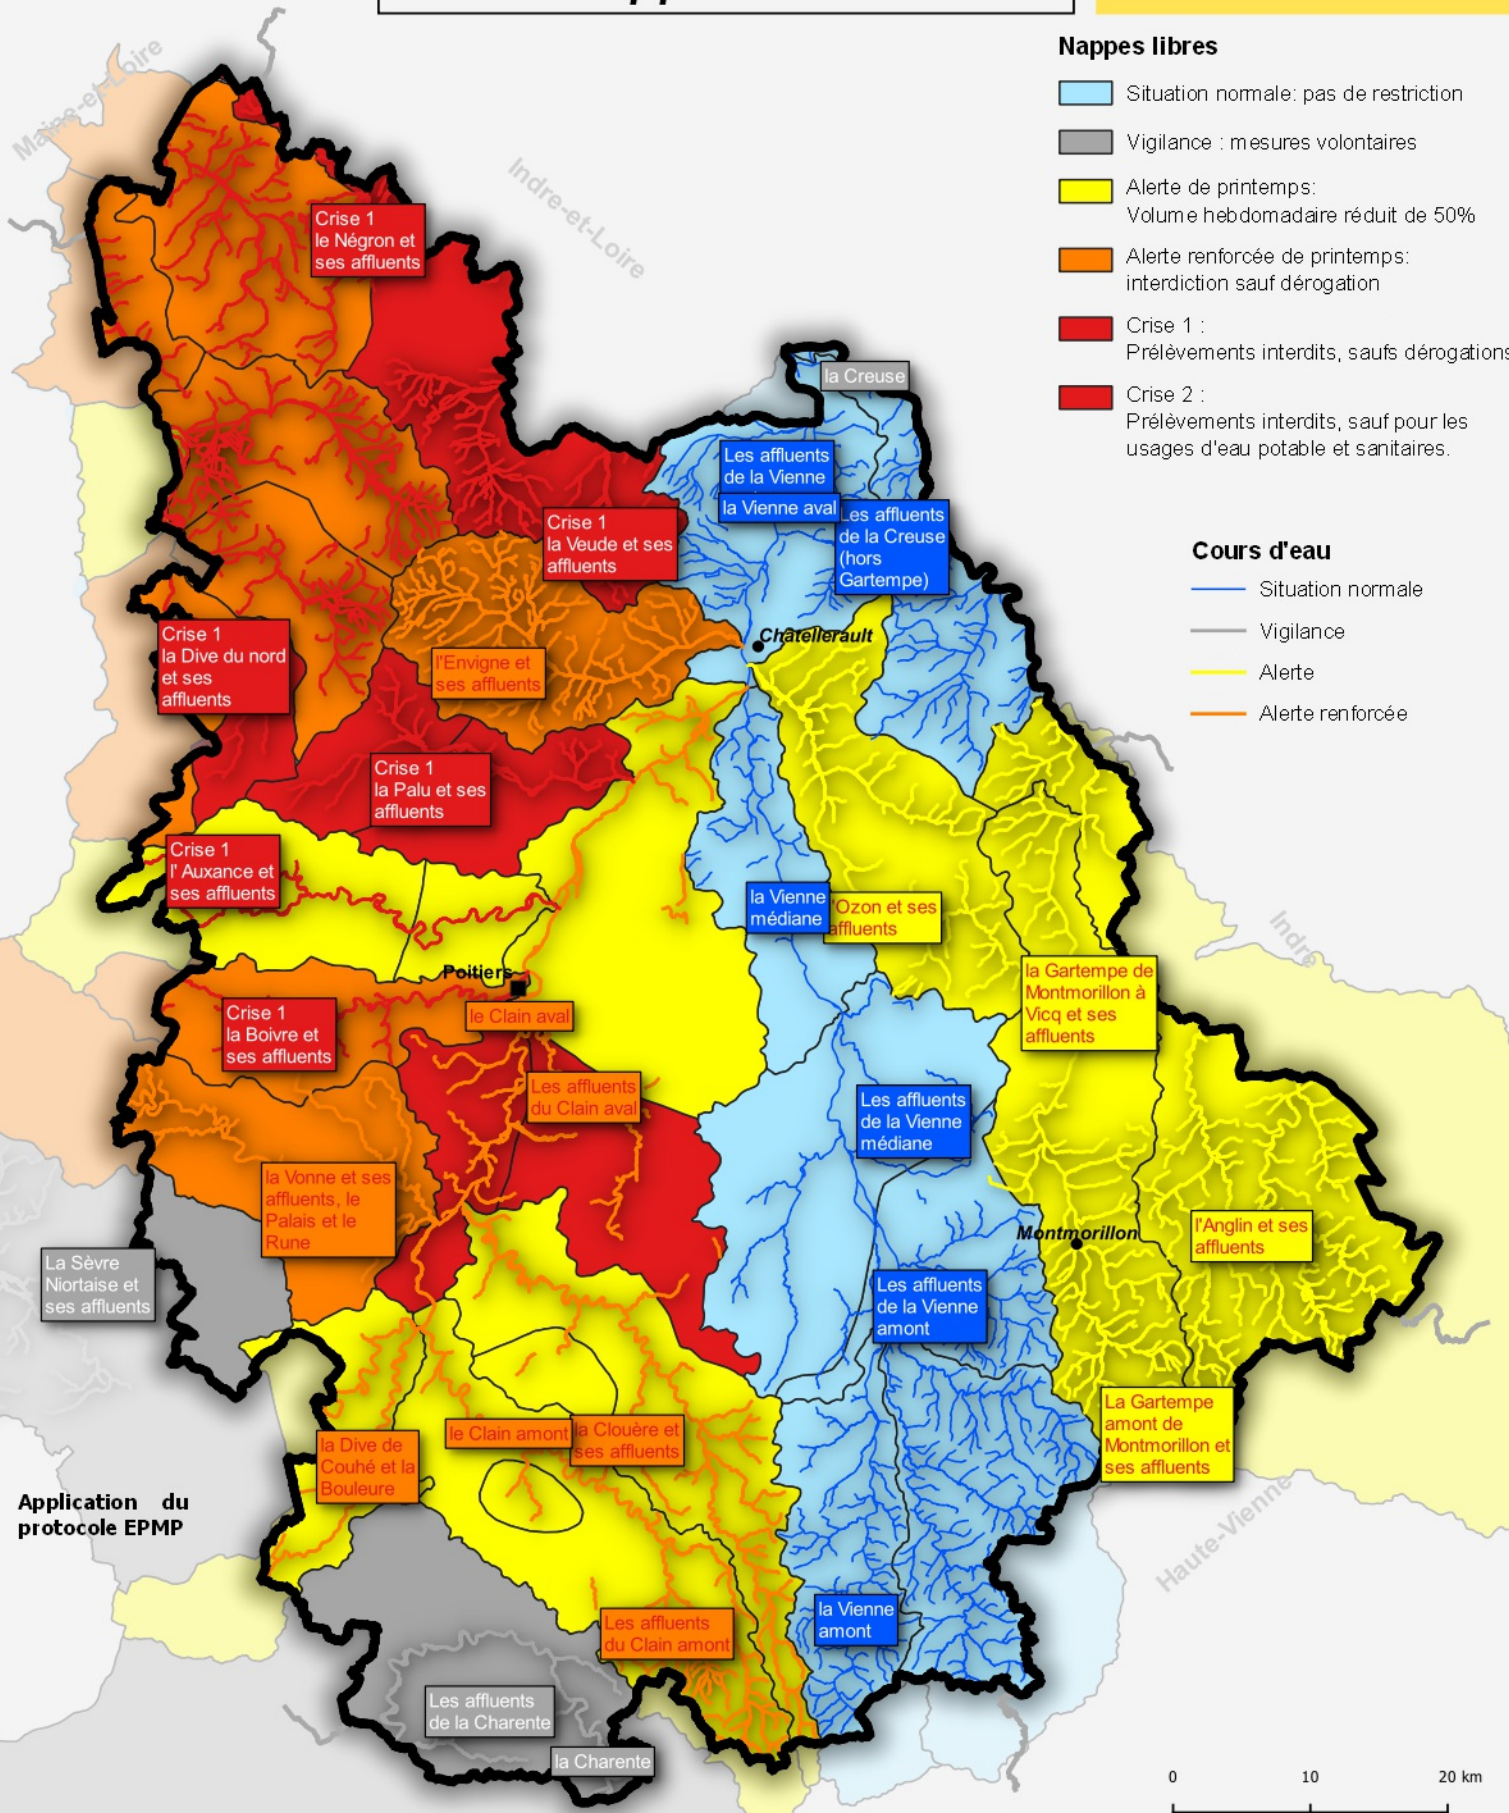 Nappes libres
Situation normale: pas de restriction
Vigilance : mesures volontaires
Alerte de printemps:
Volume hebdomadaire réduit de 50%
Alerte renforcée de printemps:
interdiction sauf dérogation
Crise 1 :
Prélèvements interdits, saufs dérogations
Crise 2 :
Prélèvements interdits, sauf pour les
usages d'eau potable et sanitaires.
Cours d'eau
Situation normale
Vigilance
Alerte
Alerte renforcée
Maine-et-Loire
Indre-et-Loire
Crise 1
le Négron et
ses affluents
la Creuse
Les affluents
de la Vienne
la Vienne aval
Les affluents
de la Creuse
(hors
Gartempe)
Crise 1
la Veude et ses
affluents
Châtellerault
Crise 1
la Dive du nord
et ses
affluents
l'Envigne et
ses affluents
Crise 1
la Palu et ses
affluents
Crise 1
l' Auxance et
ses affluents
la Vienne
médiane
'Ozon et ses
affluents
Indre
Poitiers
la Gartempe de
Montmorillon à
Vicq et ses
affluents
Crise 1
la Boivre et
ses affluents
le Clain aval
Les affluents
du Clain aval
Les affluents
de la Vienne
médiane
la Vonne et ses
affluents, le
Palais et le
Rune
Montmorillon
l'Anglin et ses
affluents
La Sèvre
Niortaise et
ses affluents
Les affluents
de la Vienne
amont
La Gartempe
amont de
Montmorillon et
ses affluents
le Clain amont
la Clouère et
ses affluents
la Dive de
Couhé et la
Bouleure
Application du
protocole EPMP
Haute-Vienne
la Vienne
amont
Les affluents
du Clain amont
Les affluents
de la Charente
la Charente
0 10 20 km